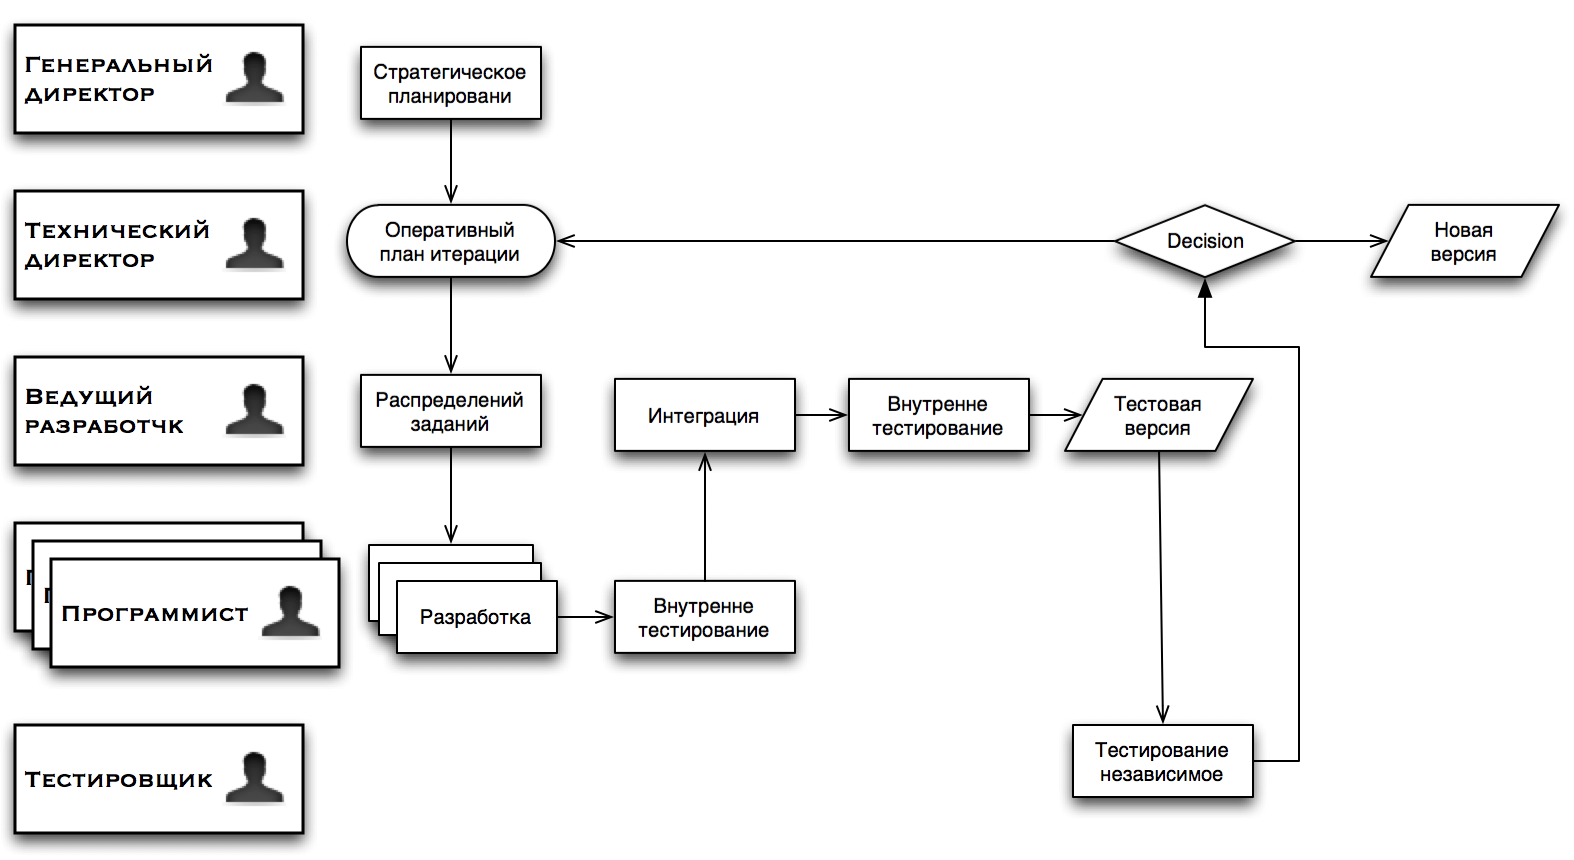 Генеральный
директор
Стратегическое
планировани
Технический
директор
Оперативный
план итерации
Decision
Новая
версия
Ведущий
разработчк
Распределений
заданий
Интеграция
Внутренне
тестирование
Тестовая
версия
Программист
Разработка
Внутренне
тестирование
Тестировщик
Тестирование
независимое